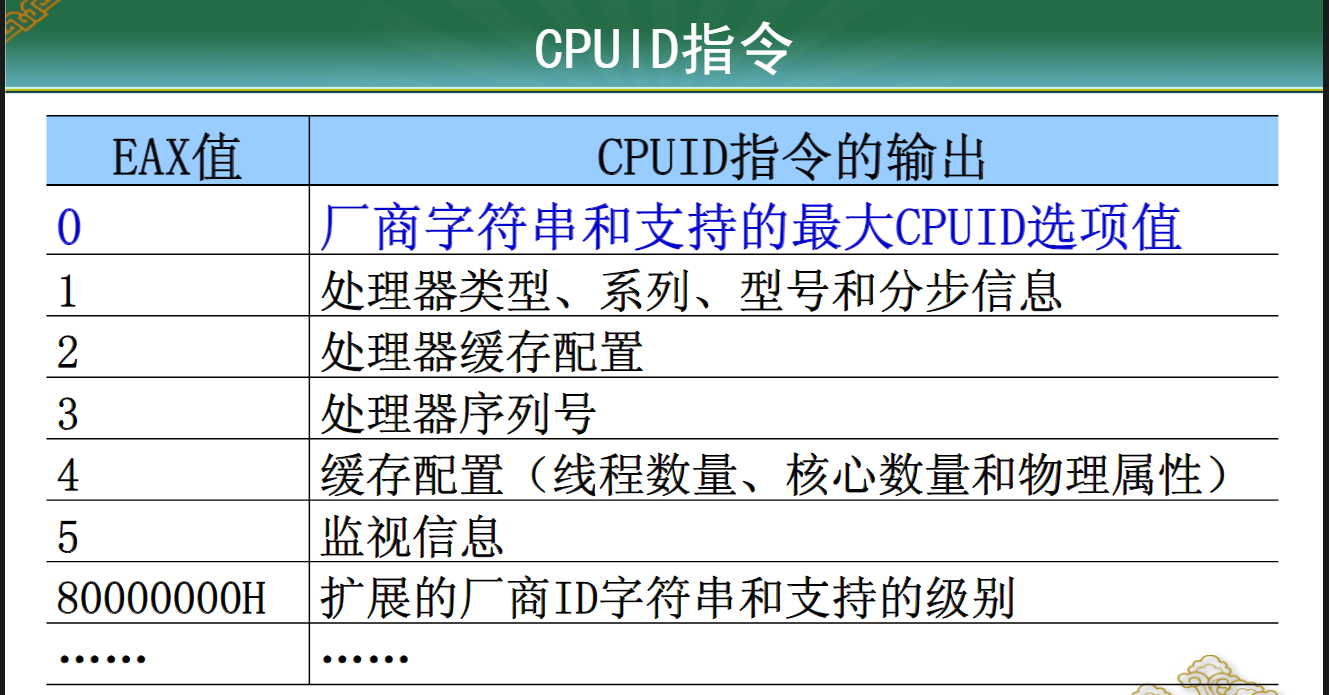 CPUID指令
EAX值 CPUID指令的输出
0 厂商字符串和支持的最大CPUID选项值
1 处理器类型、系列、型号和分步信息
2 处理器缓存配置
3 处理器序列号
4 缓存配置（线程数量、核心数量和物理属性）
5 监视信息
80000000H 扩展的厂商ID字符串和支持的级别
…… ……